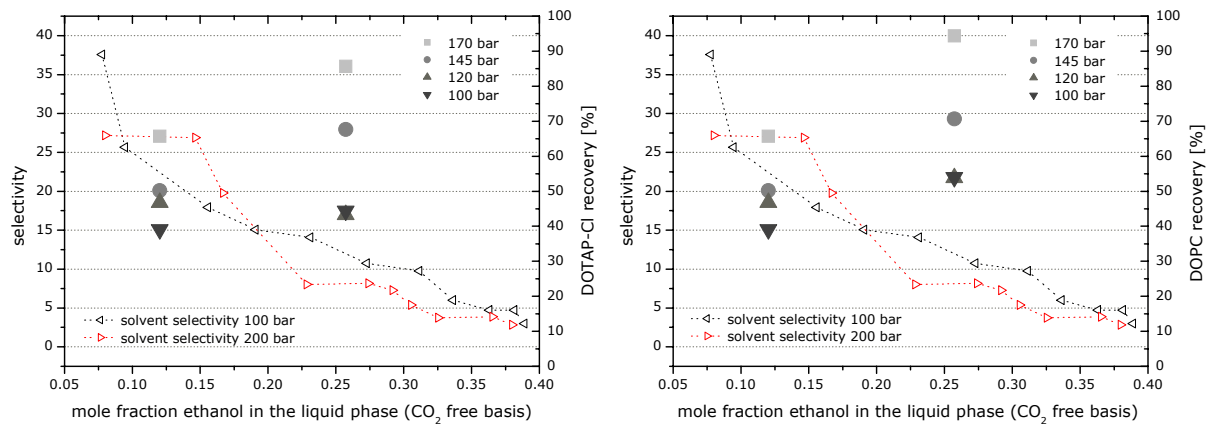 40
35
30
25
20
15
10
5
0
selectivity
170 bar
145 bar
120 bar
100 bar
solvent selectivity 100 bar
solvent selectivity 200 bar
100
90
80
70
60
50
40
30
20
10
0
DOTAP-Cl recovery [%]
0.05 0.10 0.15 0.20 0.25 0.30 0.35 0.40
mole fraction ethanol in the liquid phase (CO2 free basis)
40
35
30
25
20
15
10
5
0
selectivity
170 bar
145 bar
120 bar
100 bar
solvent selectivity 100 bar
solvent selectivity 200 bar
100
90
80
70
60
50
40
30
20
10
0
DOPC recovery [%]
0.05 0.10 0.15 0.20 0.25 0.30 0.35 0.40
mole fraction ethanol in the liquid phase (CO2 free basis)